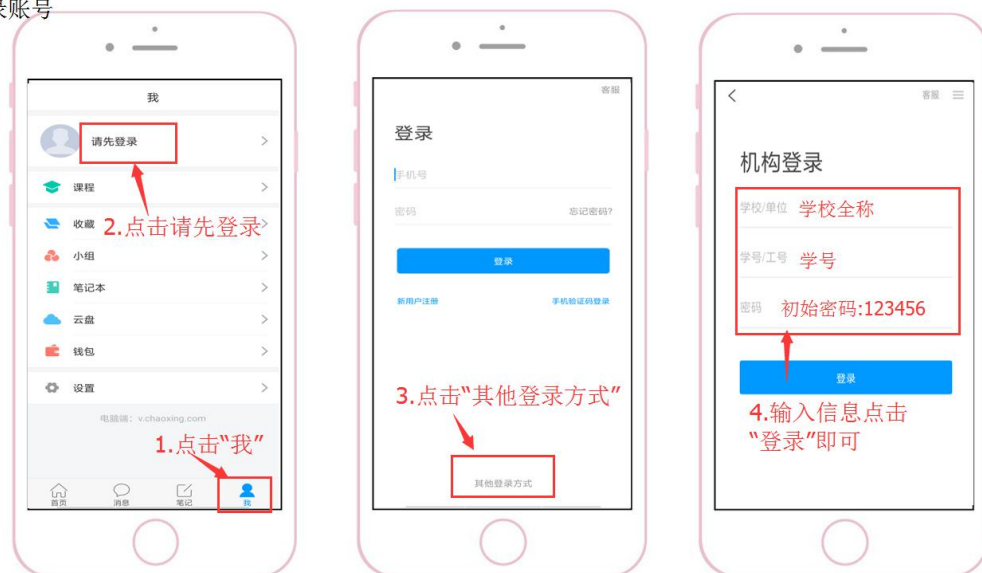 录账号
我
请先登录
课程
收藏
2.点击请先登录
小组
笔记本
云盘
钱包
设置
电脑端：v.chaoxing.com
1.点击“我”
首页
消息
笔记
我
客服
登录
手机号
密码
忘记密码?
登录
新用户注册
手机验证码登录
3.点击“其他登录方式”
其他登录方式
客服
机构登录
学校/单位 学校全称
学号/工号 学号
密码 初始密码:123456
登录
4.输入信息点击
“登录”即可